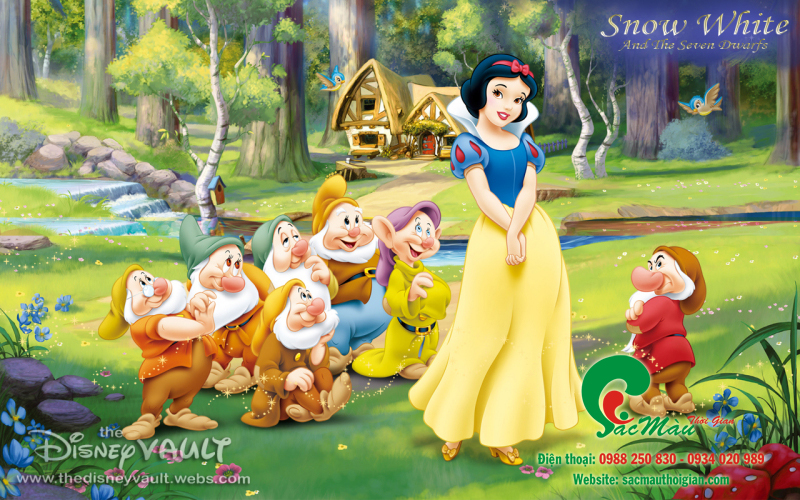 Snow White
And The Seven Dwarfs
Thời Gian
SắcMàu
Điện thoại: 0988 250 830 - 0934 020 989
Website: sacmauthoigian.com
the
DISNEY VAULT
www.thedisneyvault.webs.com